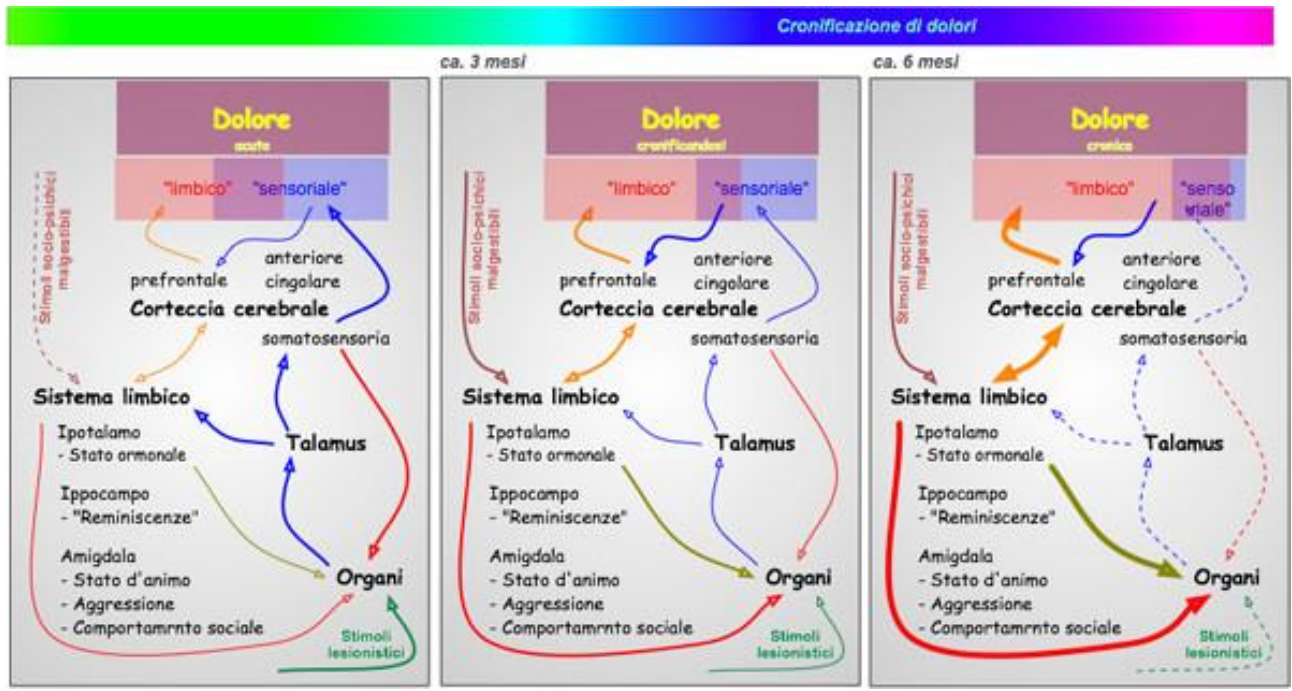 Cronificazione di dolori
ca. 3 mesi
ca. 6 mesi
Dolore
acuto
"limbico" "sensoriale"
Stimoli socio-psichici
malgestibili
prefrontale
anteriore
cingolare
Corteccia cerebrale
somatosensoria
Sistema limbico
Ipotalamo
- Stato ormonale
Talamus
Ippocampo
- "Reminiscenze"
Amigdala
- Stato d'animo
- Aggressione
- Comportamrnto sociale
Organi
Stimoli
lesionistici
Dolore
cronificandosi
"limbico" "sensoriale"
Stimoli socio-psichici
malgestibili
prefrontale
anteriore
cingolare
Corteccia cerebrale
somatosensoria
Sistema limbico
Ipotalamo
- Stato ormonale
Talamus
Ippocampo
- "Reminiscenze"
Amigdala
- Stato d'animo
- Aggressione
- Comportamrnto sociale
Organi
Stimoli
lesionistici
Dolore
cronico
"limbico" "senso
riale"
Stimoli socio-psichici
malgestibili
prefrontale
anteriore
cingolare
Corteccia cerebrale
somatosensoria
Sistema limbico
Ipotalamo
- Stato ormonale
Talamus
Ippocampo
- "Reminiscenze"
Amigdala
- Stato d'animo
- Aggressione
- Comportamrnto sociale
Organi
Stimoli
lesionistici